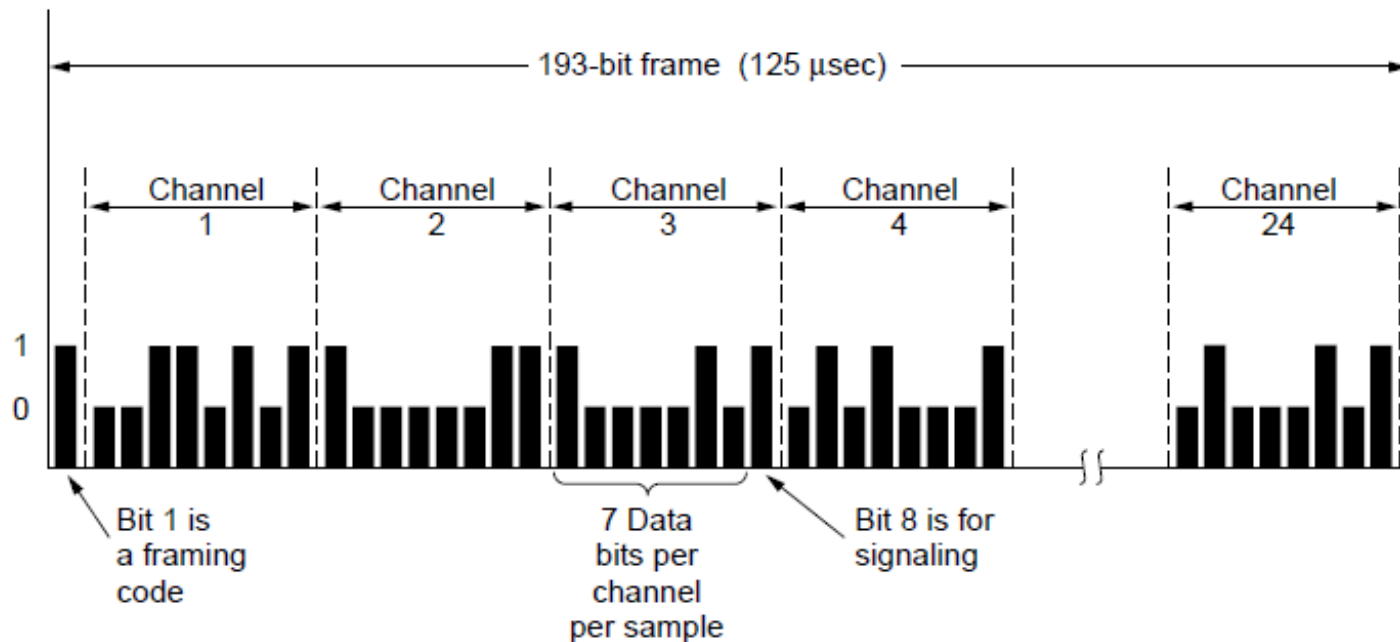 193-bit frame (125 μsec)
Channel
1
Channel
2
Channel
3
Channel
4
Channel
24
1
0
Bit 1 is
a framing
code
7 Data
bits per
channel
per sample
Bit 8 is for
signaling